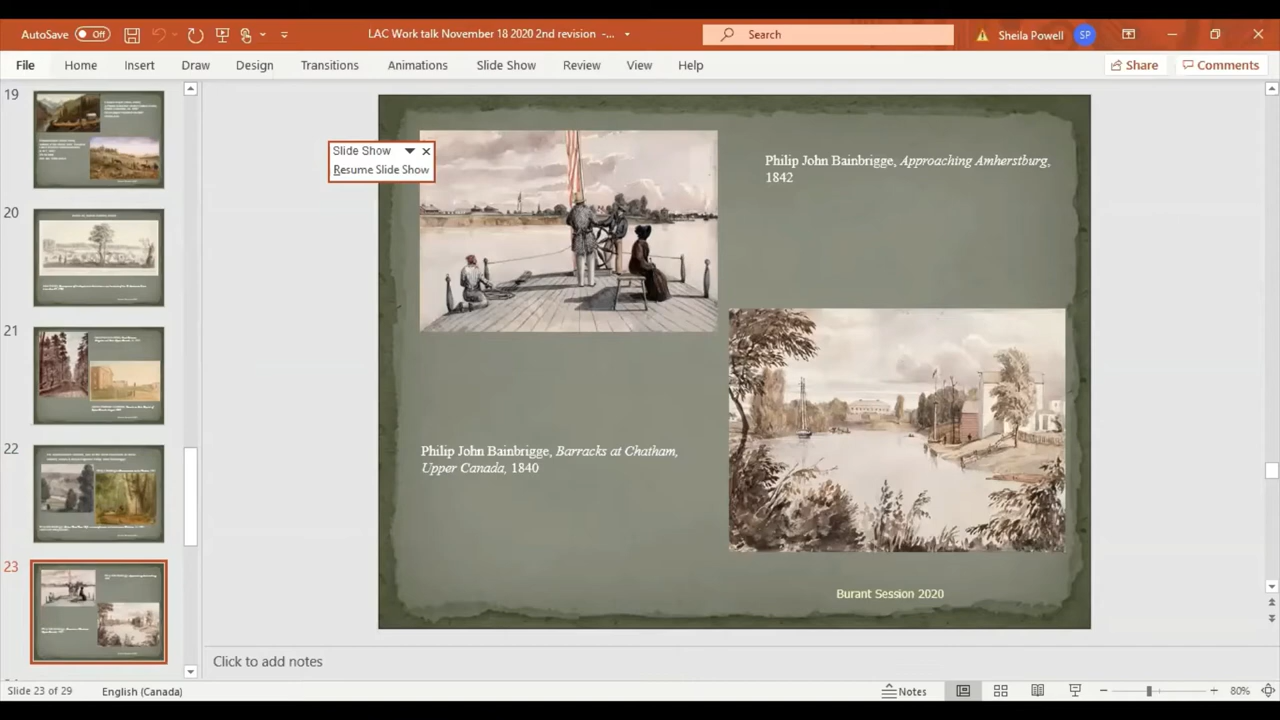 AutoSave Off
LAC Work talk November 18 2020 2nd revision -...
Search
Sheila Powell SP
File Home Insert Draw Design Transitions Animations Slide Show Review View Help
Share Comments
19
20
21
22
23
Slide Show
Resume Slide Show
Philip John Bainbrigge, Approaching Amherstburg,
1842
Philip John Bainbrigge, Barracks at Chatham,
Upper Canada, 1840
Burant Session 2020
Click to add notes
Slide 23 of 29 English (Canada) Notes 80%